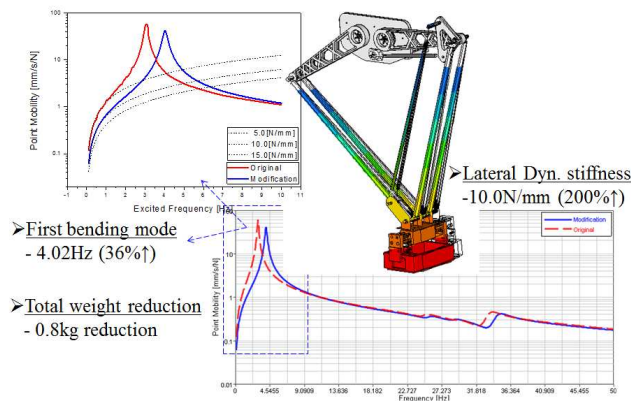 Point Mobility [mm/s/N]
100
10
1
0.1
5.0[N/mm]
10.0[N/mm]
15.0[N/mm]
Original
Modification
0 1 2 3 4 5 6 7 8 9 10
Excited Frequency [Hz]
➢Lateral Dyn. stiffness
-10.0N/mm (200%↑)
➢First bending mode
- 4.02Hz (36%↑)
➢Total weight reduction
- 0.8kg reduction
Point Mobility [mm/s/N]
100
10
1
0.1
0.01
Modification
Original
0 4.5455 9.0909 13.636 18.182 22.727 27.273 31.818 36.364 40.909 45.455 50
Frequency [Hz]